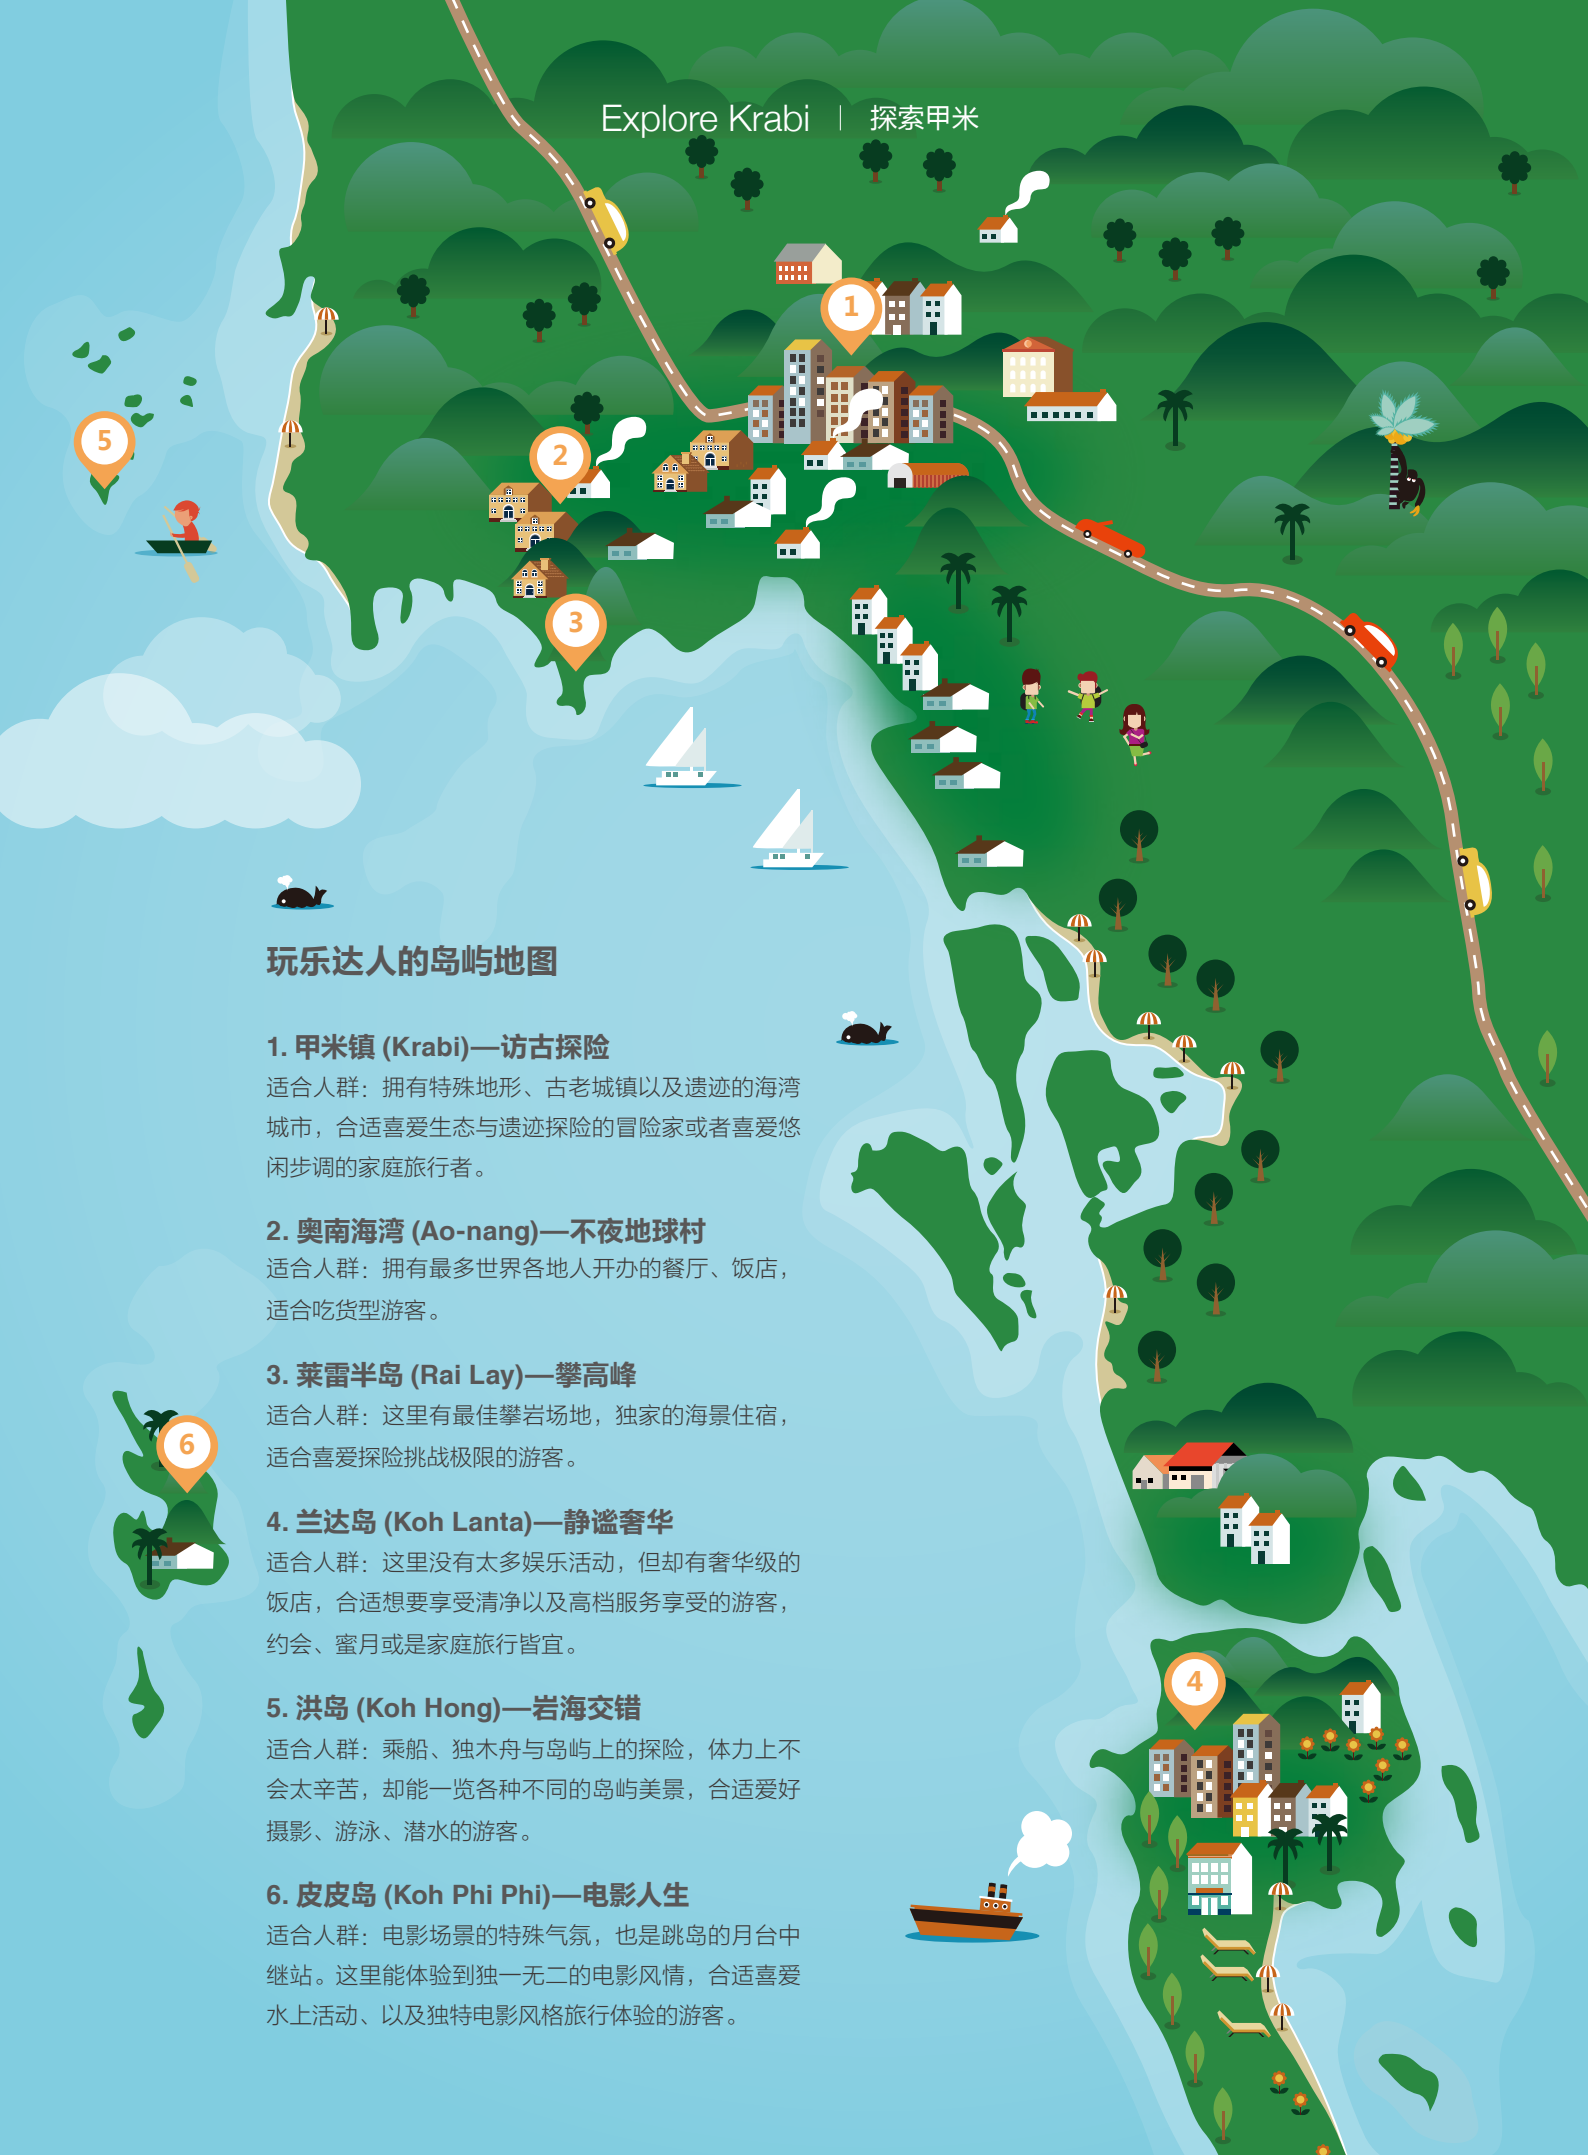 Explore Krabi | 探索甲米
1
2
3
5
玩乐达人的岛屿地图
1. 甲米镇 (Krabi)—访古探险
适合人群：拥有特殊地形、古老城镇以及遗迹的海湾
城市，合适喜爱生态与遗迹探险的冒险家或者喜爱悠
闲步调的家庭旅行者。
2. 奥南海湾 (Ao-nang)—不夜地球村
适合人群：拥有最多世界各地人开办的餐厅、饭店，
适合吃货型游客。
3. 莱雷半岛 (Rai Lay)—攀高峰
适合人群：这里有最佳攀岩场地，独家的海景住宿，
适合喜爱探险挑战极限的游客。
6
4. 兰达岛 (Koh Lanta)—静谧奢华
适合人群：这里没有太多娱乐活动，但却有奢华级的
饭店，合适想要享受清净以及高档服务享受的游客，
约会、蜜月或是家庭旅行皆宜。
4
5. 洪岛 (Koh Hong)—岩海交错
适合人群：乘船、独木舟与岛屿上的探险，体力上不
会太辛苦，却能一览各种不同的岛屿美景，合适爱好
摄影、游泳、潜水的游客。
6. 皮皮岛 (Koh Phi Phi)—电影人生
适合人群：电影场景的特殊气氛，也是跳岛的月台中
继站。这里能体验到独一无二的电影风情，合适喜爱
水上活动、以及独特电影风格旅行体验的游客。